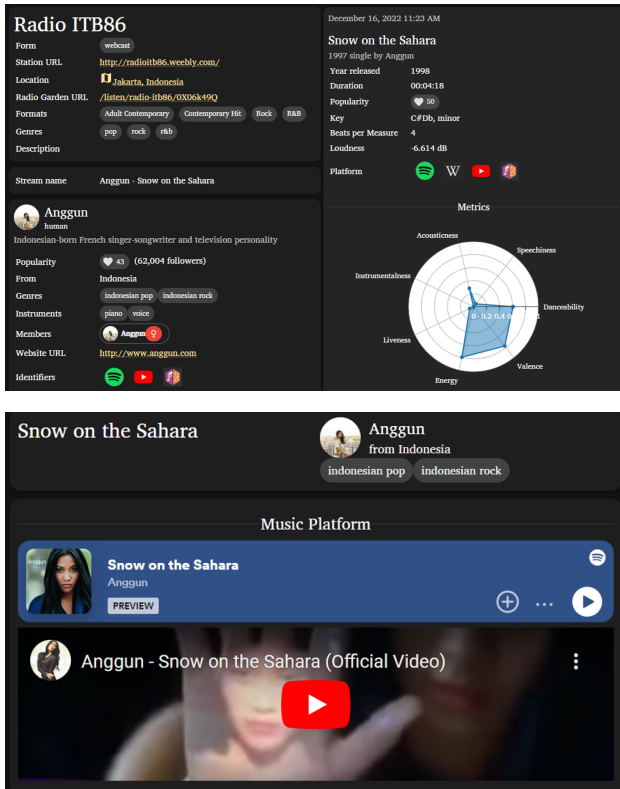 Radio ITB86
Form webcast
Station URL http://radioitb86.weebly.com/
Location Jakarta, Indonesia
Radio Garden URL /listen/radio-itb86/0X06k49Q
Formats Adult Contemporary Contemporary Hit Rock R&B
Genres pop rock r&b
Description
Stream name Anggun - Snow on the Sahara
Anggun
human
Indonesian-born French singer-songwriter and television personality
Popularity 43 (62,004 followers)
From Indonesia
Genres indonesian pop indonesian rock
Instruments piano voice
Members Anggun
Website URL http://www.anggun.com
Identifiers
December 16, 2022 11:23 AM
Snow on the Sahara
1997 single by Anggun
Year released 1998
Duration 00:04:18
Popularity 50
Key C#Db, minor
Beats per Measure 4
Loudness -6.614 dB
Platform W
Metrics
Acousticness
Speechiness
Instrumentalness
Danceability
0 0.2 0.4
Liveness
Valence
Energy
Snow on the Sahara
Anggun
from Indonesia
indonesian pop indonesian rock
Music Platform
Snow on the Sahara
Anggun
PREVIEW
Anggun - Snow on the Sahara (Official Video)